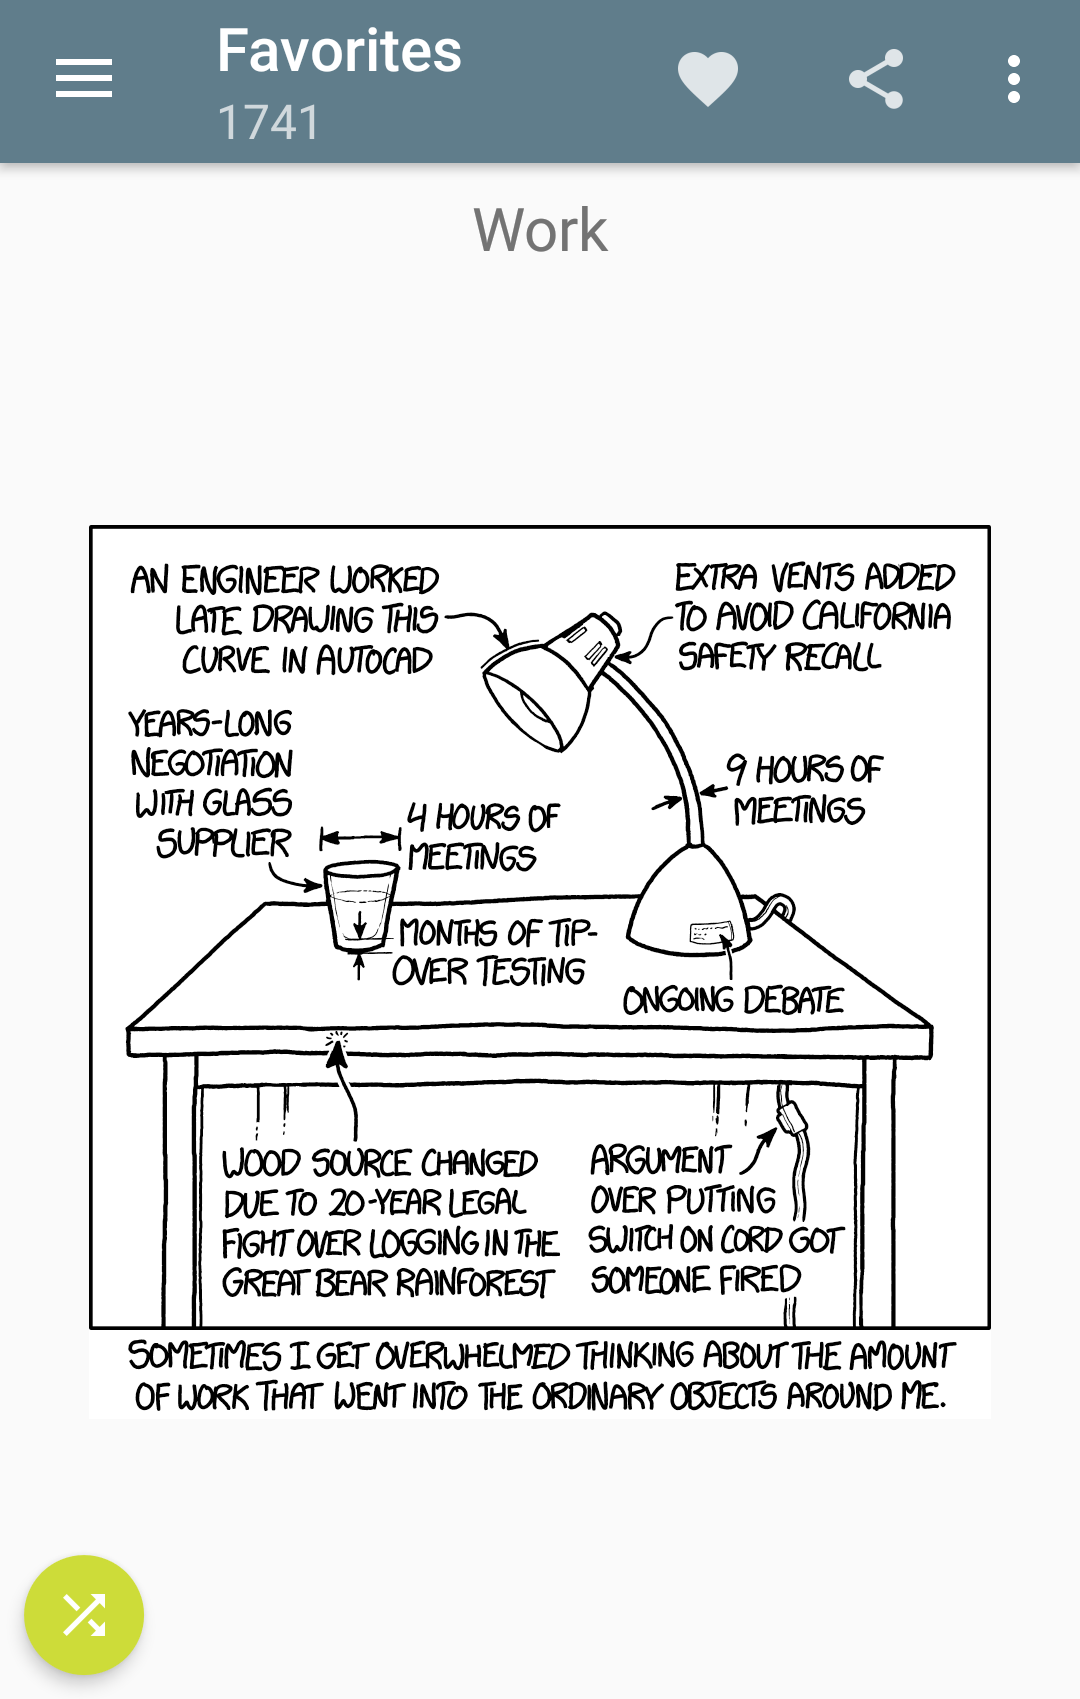 Favorites
1741
Work
AN ENGINEER WORKED
LATE DRAWING THIS
CURVE IN AUTOCAD
EXTRA VENTS ADDED
TO AVOID CALIFORNIA
SAFETY RECALL
YEARS-LONG
NEGOTIATION
WITH GLASS
SUPPLIER
4 HOURS OF
MEETINGS
9 HOURS OF
MEETINGS
MONTHS OF TIP-
OVER TESTING
ONGOING DEBATE
WOOD SOURCE CHANGED
DUE TO 20-YEAR LEGAL
FIGHT OVER LOGGING IN THE
GREAT BEAR RAINFOREST
ARGUMENT
OVER PUTTING
SWITCH ON CORD GOT
SOMEONE FIRED
SOMETIMES I GET OVERWHELMED THINKING ABOUT THE AMOUNT
OF WORK THAT WENT INTO THE ORDINARY OBJECTS AROUND ME.